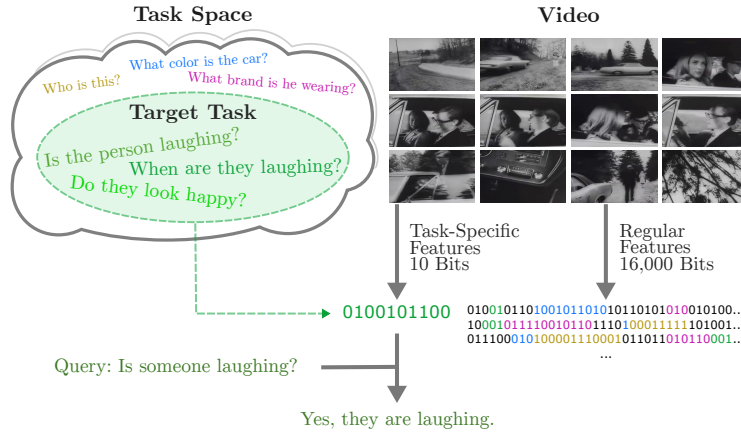 Task Space
Video
What color is the car?
Who is this?
What brand is he wearing?
Target Task
Is the person laughing?
When are they laughing?
Do they look happy?
Task-Specific
Features
10 Bits
Regular
Features
16,000 Bits
0100101100
010010110100101101010110101010010100..
100010111100101101110100011111101001..
011100010100001110001011011010110001..
...
Query: Is someone laughing?
Yes, they are laughing.